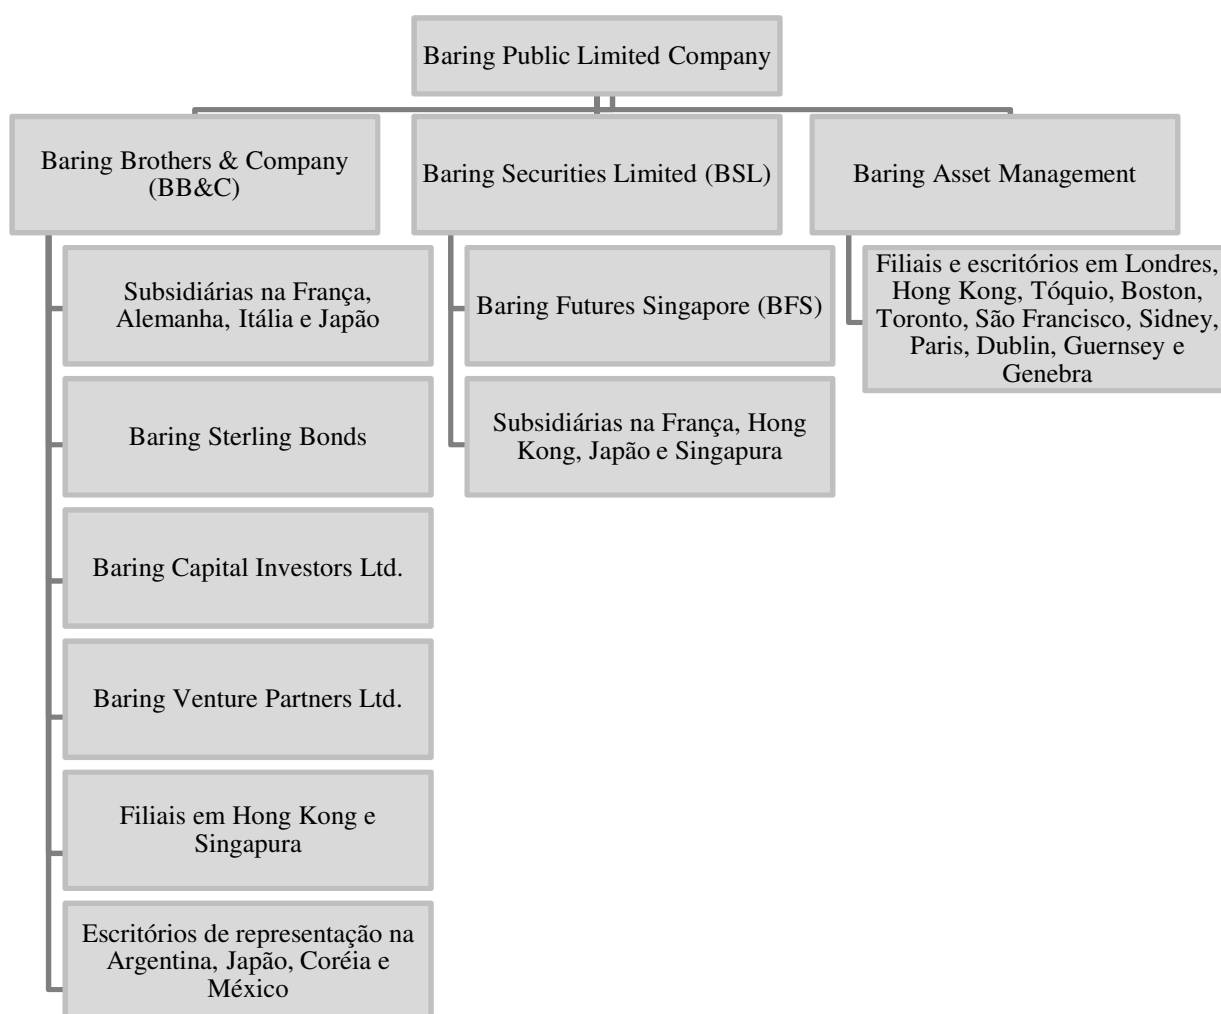 Baring Public Limited Company
Baring Brothers & Company
(BB&C)
Subsidiárias na França,
Alemanha, Itália e Japão
Baring Sterling Bonds
Baring Capital Investors Ltd.
Baring Venture Partners Ltd.
Filiais em Hong Kong e
Singapura
Escritórios de representação na
Argentina, Japão, Coréia e
México
Baring Securities Limited (BSL)
Baring Futures Singapore (BFS)
Subsidiárias na França, Hong
Kong, Japão e Singapura
Baring Asset Management
Filiais e escritórios em Londres,
Hong Kong, Tóquio, Boston,
Toronto, São Francisco, Sidney,
Paris, Dublin, Guernsey e
Genebra